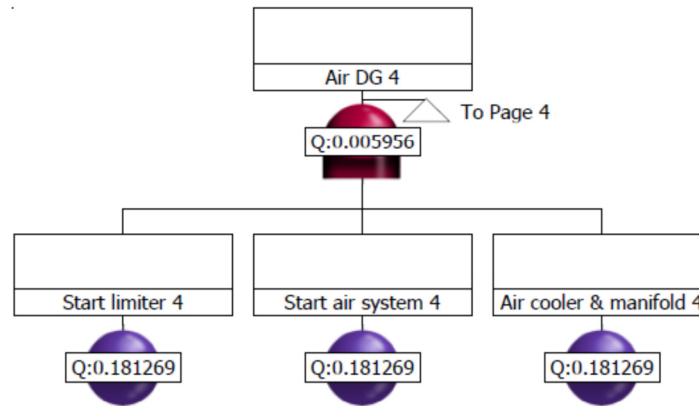 Air DG 4
To Page 4
Q:0.005956
Start limiter 4
Start air system 4
Air cooler & manifold 4
Q:0.181269
Q:0.181269
Q:0.181269